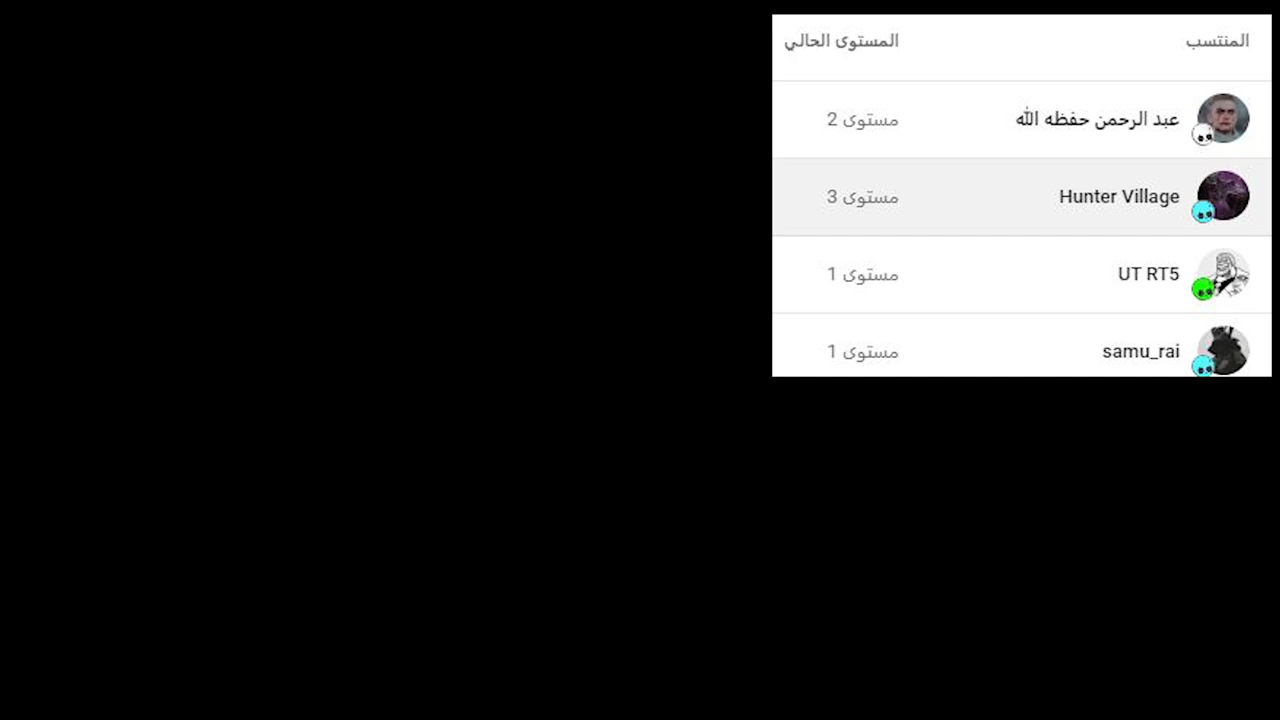 المنتسب المستوى الحالي
عبد الرحمن حفظه الله مستوى 2
Hunter Village مستوى 3
UT RT5 مستوى 1
samu_rai مستوى 1